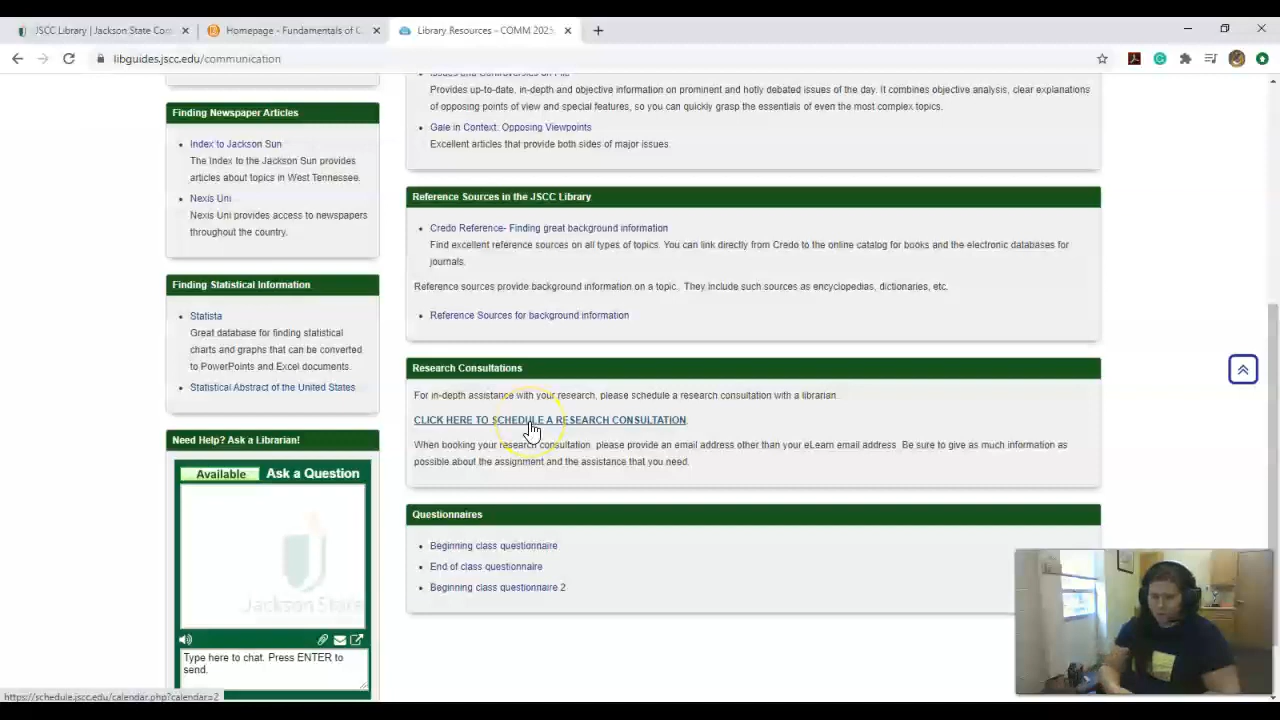 JSCC Library | Jackson State Com
Homepage - Fundamentals of C
Library Resources - COMM 2025
libguides.jscc.edu/communication
Finding Newspaper Articles
Index to Jackson Sun
The Index to the Jackson Sun provides
articles about topics in West Tennesee.
Nexis Uni
Nexis Uni provides access to newspapers
throughout the country.
Finding Statistical Information
Statista
Great database for finding statistical
charts and graphs that can be converted
to PowerPoints and Excel documents.
Statistical Abstract of the United States
Need Help? Ask a Librarian!
Available Ask a Question
Jackson State
Type here to chat. Press ENTER to
send.
Issues and Controversies on File
Provides up-to-date, in-depth and objective information on prominent and hotly debated issues of the day. It combines objective analysis, clear explanations
of opposing points of view and special features, so you can quickly grasp the essentials of even the most complex topics.
Gale in Context: Opposing Viewpoints
Excellent articles that provide both sides of major issues.
Reference Sources in the JSCC Library
Credo Reference- Finding great background information
Find excellent reference sources on all types of topics. You can link directly from Credo to the online catalog for books and the electronic databases for
journals.
Reference sources provide background information on a topic. They include such sources as encyclopedias, dictionaries, etc.
Reference Sources for background information
Research Consultations
For in-depth assistance with your research, please schedule a research consultation with a librarian.
CLICK HERE TO SCHEDULE A RESEARCH CONSULTATION.
When booking your research consultation, please provide an email address other than your eLearn email address. Be sure to give as much information as
possible about the assignment and the assistance that you need.
Questionnaires
Beginning class questionnaire
End of class questionnaire
Beginning class questionnaire 2
https://schedule.jscc.edu/calendar.php?calendar=2